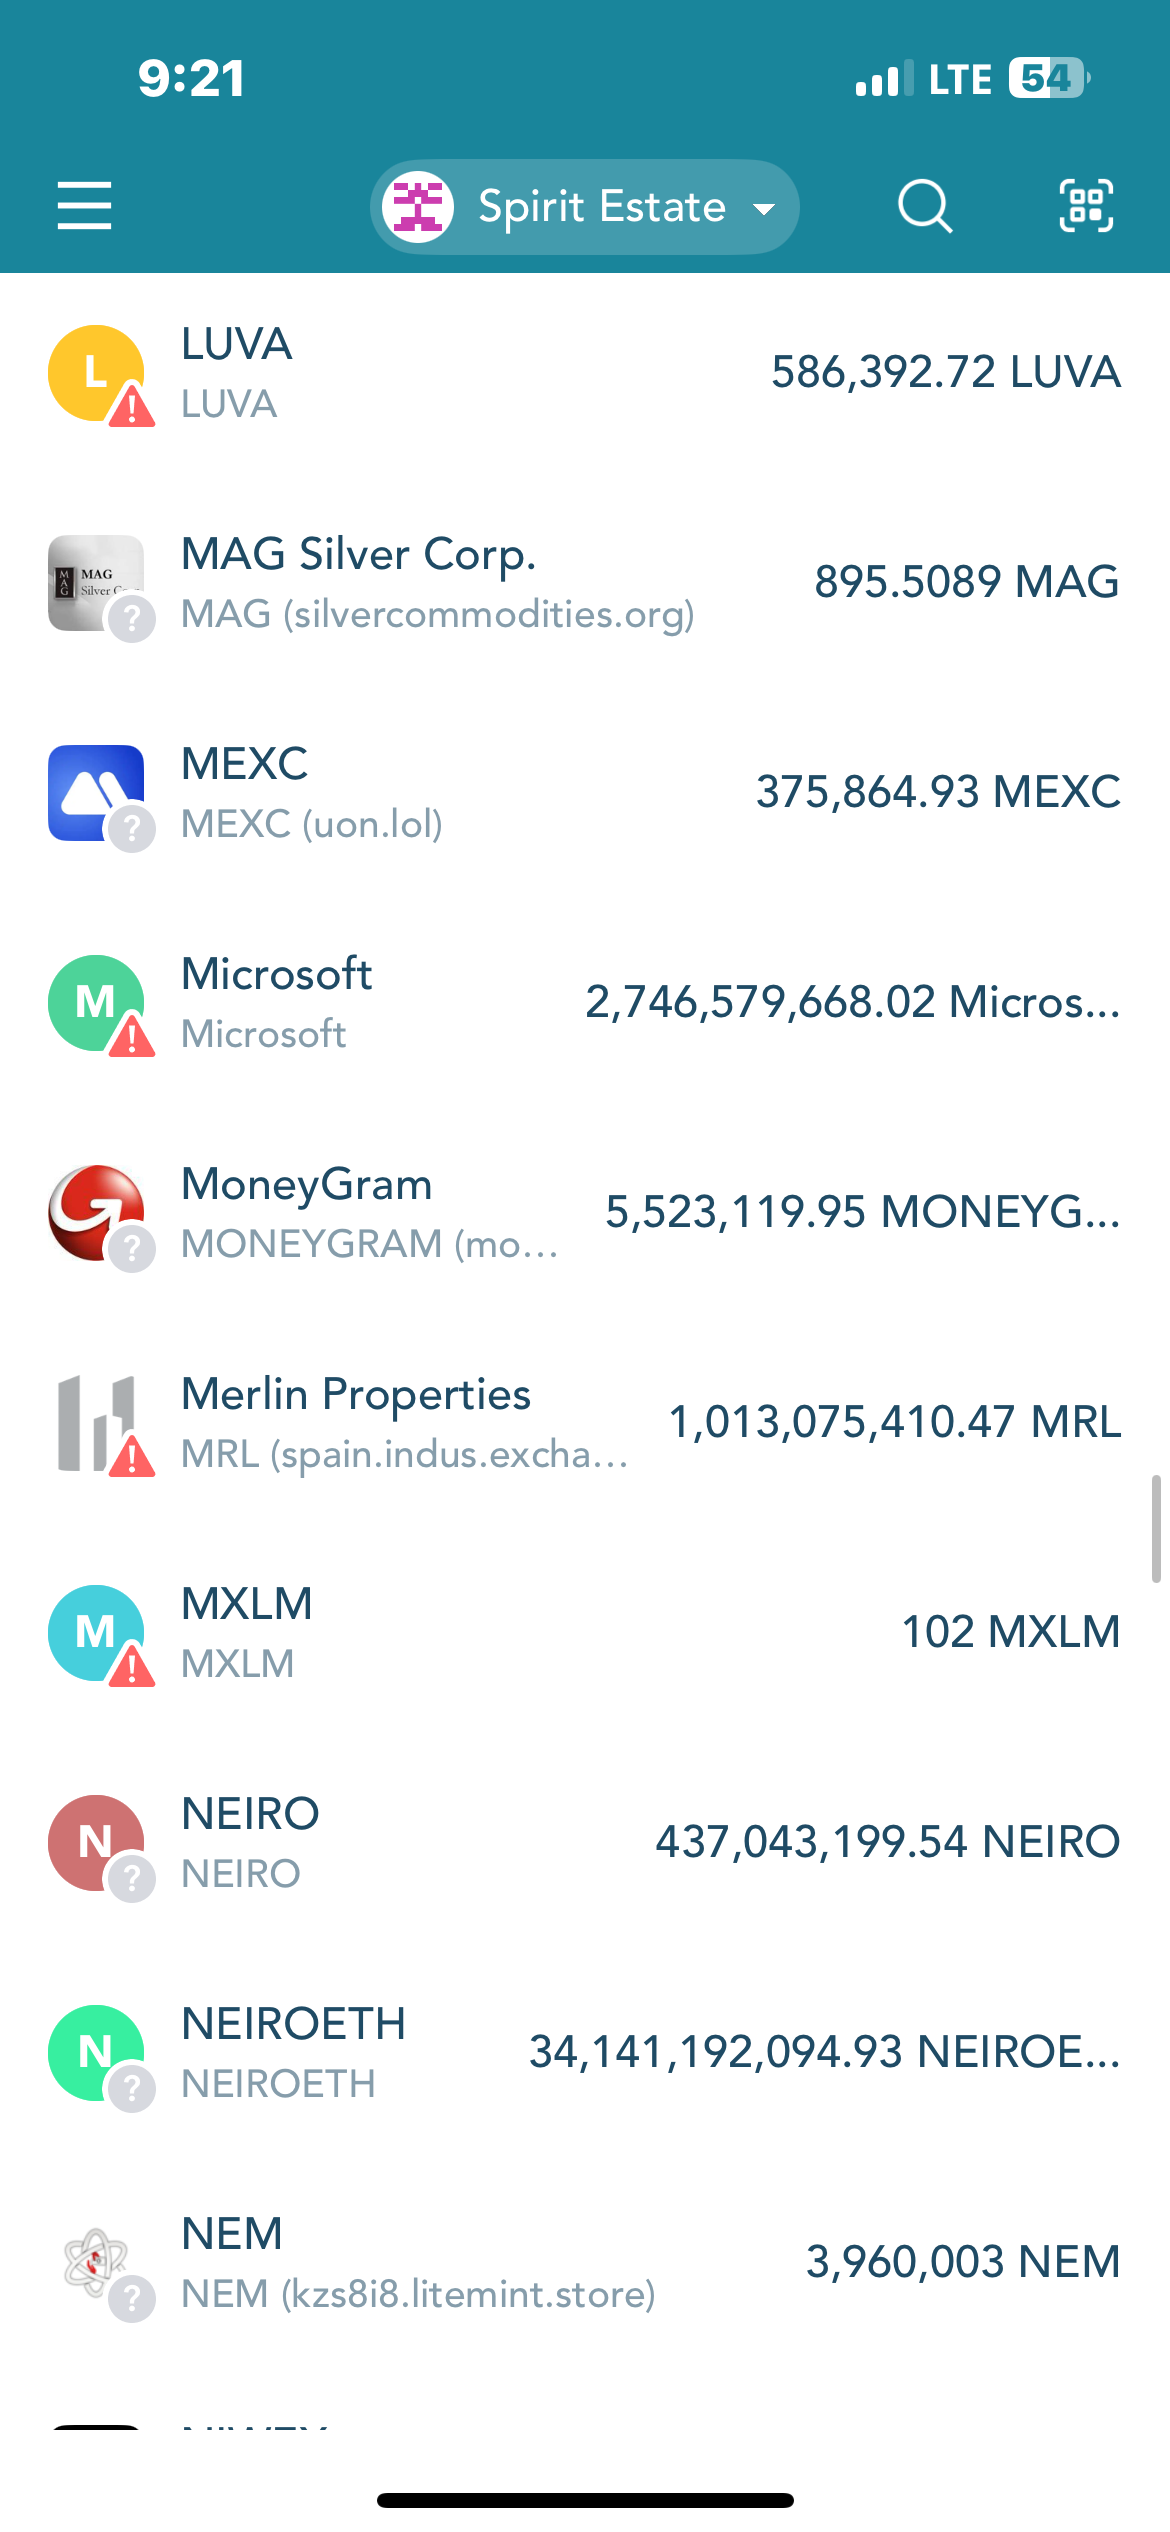 9:21
LTE 54
Spirit Estate
L
LUVA
LUVA
586,392.72 LUVA
MAG
MAG
Silver
MAG Silver Corp.
MAG (silvercommodities.org)
895.5089 MAG
?
MEXC
MEXC (uon.lol)
375,864.93 MEXC
?
M
Microsoft
Microsoft
2,746,579,668.02 Micros...
MoneyGram
MONEYGRAM (mo...
5,523,119.95 MONEYG...
?
Merlin Properties
MRL (spain.indus.excha...
1,013,075,410.47 MRL
M
MXLM
MXLM
102 MXLM
N
NEIRO
NEIRO
437,043,199.54 NEIRO
?
N
NEIROETH
NEIROETH
34,141,192,094.93 NEIROE...
?
NEM
NEM (kzs8i8.litemint.store)
3,960,003 NEM
?